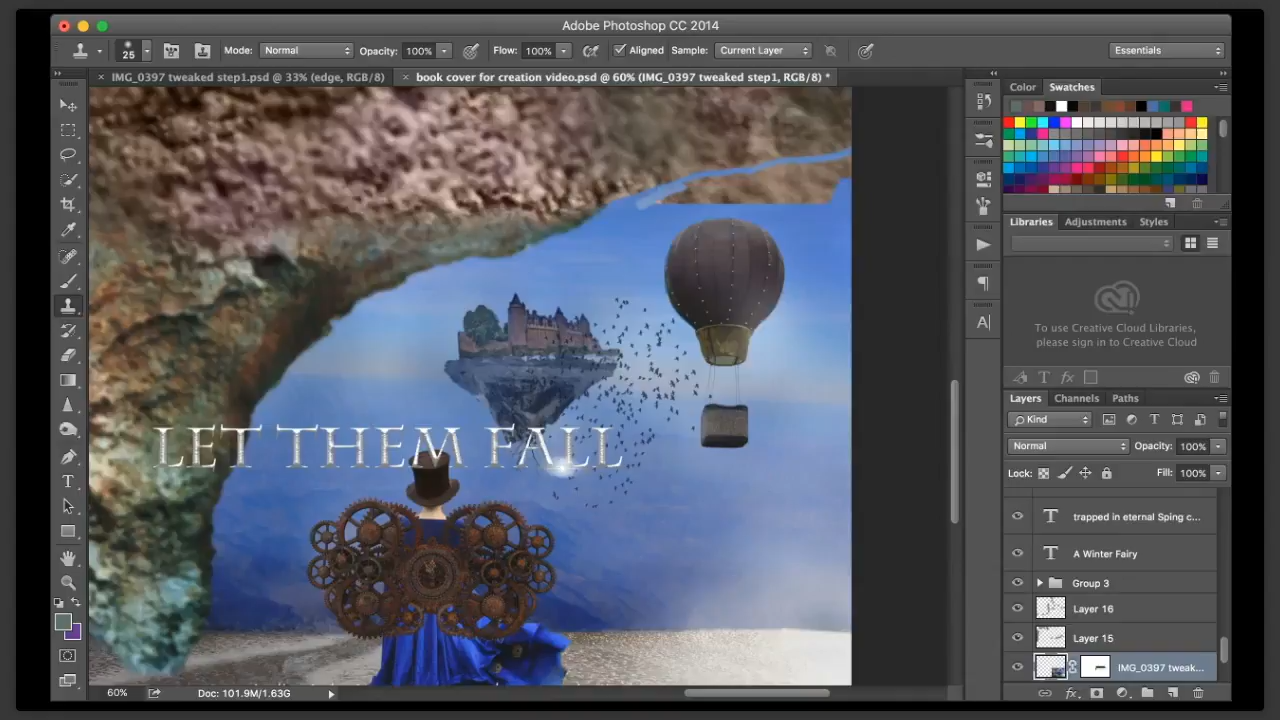 Adobe Photoshop CC 2014
25
Mode: Normal Opacity: 100% Flow: 100% Aligned Sample: Current Layer Essentials
IMG_0397 tweaked step1.psd @ 33% (edge, RGB/8) book cover for creation video.psd @ 60% (IMG_0397 tweaked step1, RGB/8) *
Color Swatches
Libraries Adjustments Styles
To use Creative Cloud Libraries,
please sign in to Creative Cloud
Layers Channels Paths
Kind
Normal Opacity: 100%
Lock: Fill: 100%
trapped in eternal Sping c...
A Winter Fairy
Group 3
Layer 16
Layer 15
IMG_0397 tweak...
LET THEM FALL
60% Doc: 101.9M/1.63G